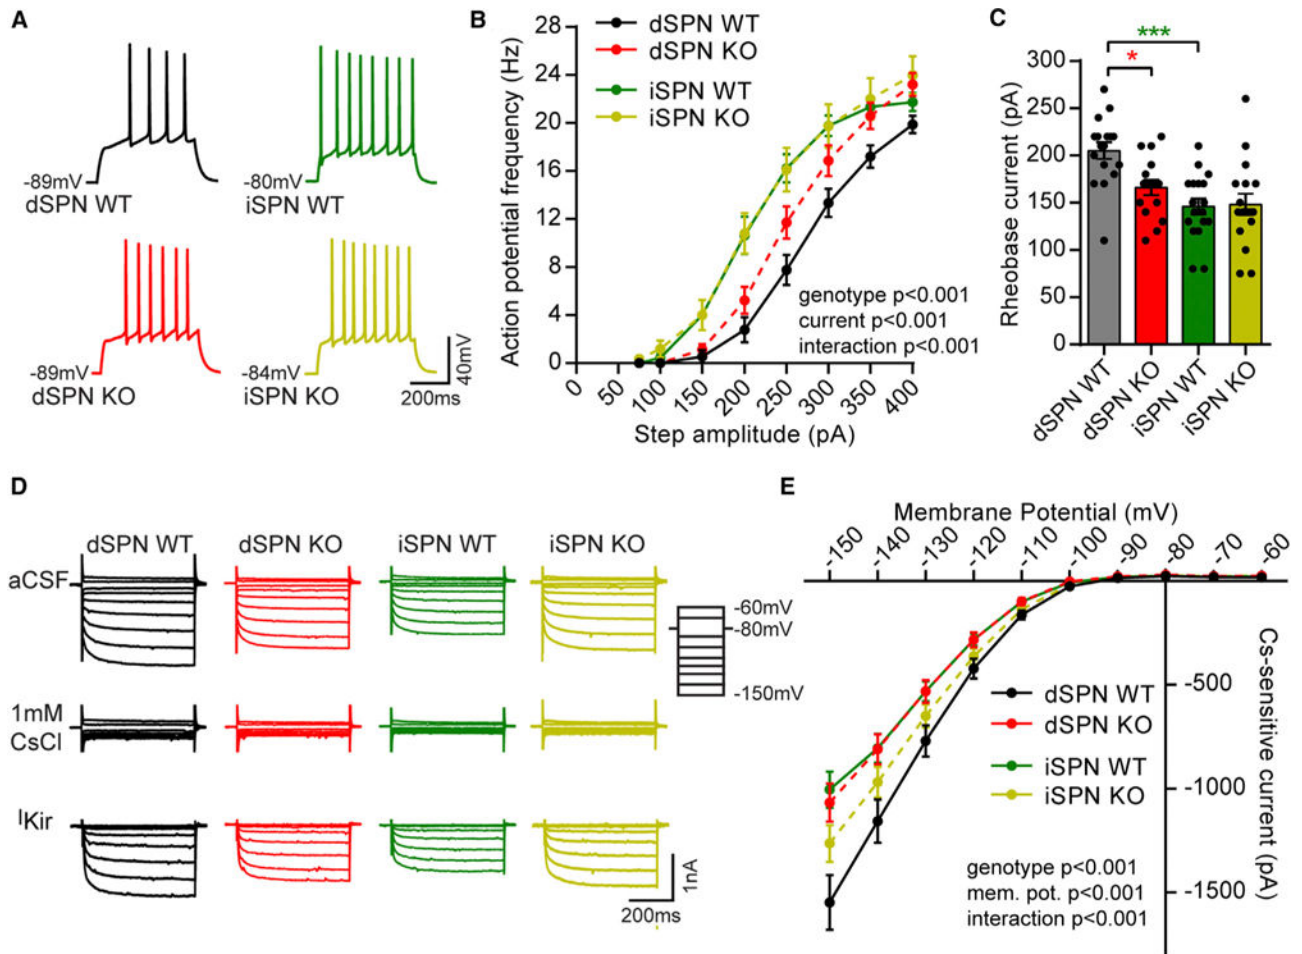 A
-89mV
dSPN WT
-80mV
iSPN WT
-89mV
dSPN KO
-84mV
iSPN KO
40mV
200ms
B
Action potential frequency (Hz)
28
24
20
16
12
8
4
0
dSPN WT
dSPN KO
iSPN WT
iSPN KO
genotype p<0.001
current p<0.001
interaction p<0.001
0
50
100
150
200
250
300
350
400
Step amplitude (pA)
C
***
*
Rheobase current (pA)
300
250
200
150
100
50
0
dSPN WT
dSPN KO
iSPN WT
iSPN KO
D
dSPN WT
dSPN KO
iSPN WT
iSPN KO
aCSF
-60mV
-80mV
-150mV
1mM
CsCl
IKir
1nA
200ms
E
Membrane Potential (mV)
-150
-140
-130
-120
-110
-100
-90
-80
-70
-60
Cs-sensitive current (pA)
-500
-1000
-1500
dSPN WT
dSPN KO
iSPN WT
iSPN KO
genotype p<0.001
mem. pot. p<0.001
interaction p<0.001